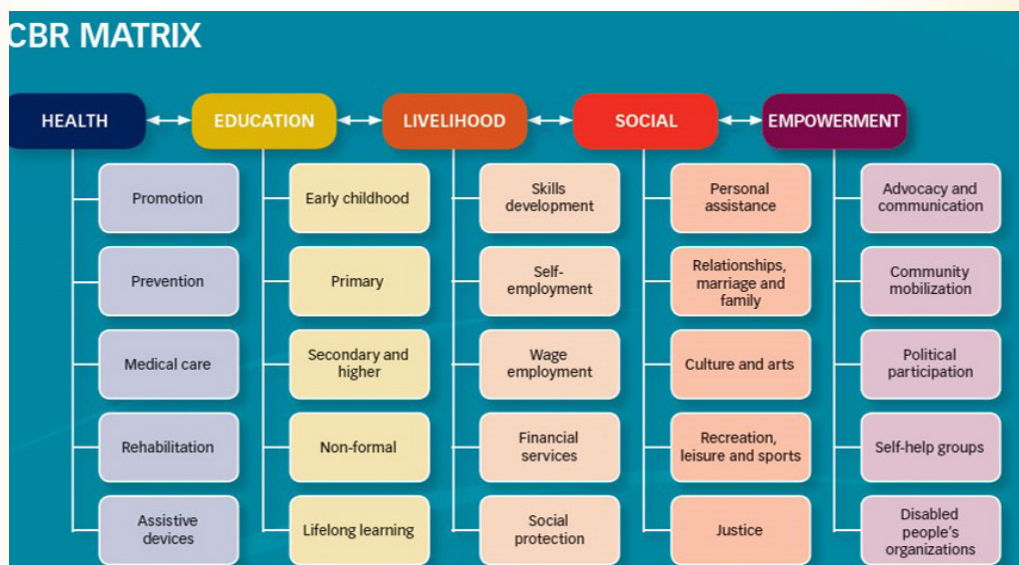 CBR MATRIX
HEALTH
EDUCATION
LIVELIHOOD
SOCIAL
EMPOWERMENT
Promotion
Prevention
Medical care
Rehabilitation
Assistive
devices
Early childhood
Primary
Secondary and
higher
Non-formal
Lifelong learning
Skills
development
Self-
employment
Wage
employment
Financial
services
Social
protection
Personal
assistance
Relationships,
marriage and
family
Culture and arts
Recreation,
leisure and sports
Justice
Advocacy and
communication
Community
mobilization
Political
participation
Self-help groups
Disabled
people's
organizations